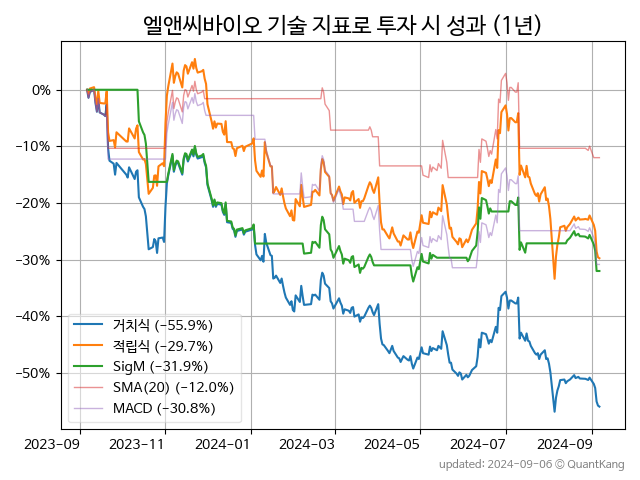 엘앤씨바이오 기술 지표로 투자 시 성과 (1년)
0%
−10%
−20%
−30%
−40%
−50%
거치식 (−55.9%)
적립식 (−29.7%)
SigM (−31.9%)
SMA(20) (−12.0%)
MACD (−30.8%)
2023−09 2023−11 2024−01 2024−03 2024−05 2024−07 2024−09
updated: 2024−09−06 © QuantKang